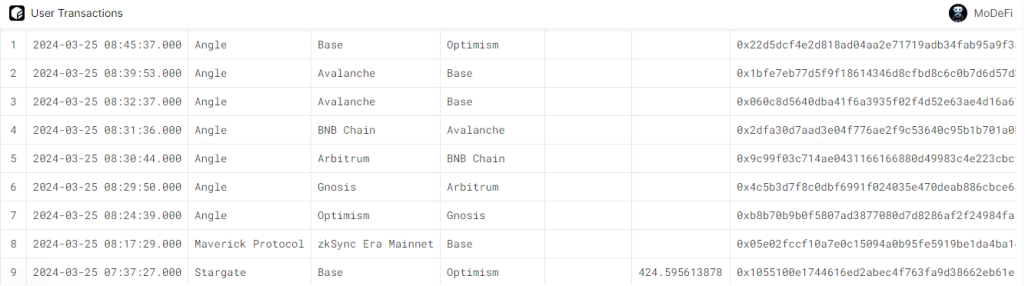 User Transactions MoDeFi
1 2024-03-25 08:45:37.000 Angle Base Optimism 0x22d5dcf4e2d818ad04aa2e71719adb34fab95a9f3
2 2024-03-25 08:39:53.000 Angle Avalanche Base 0x1bfe7eb77d5f9f18614346d8cfbd8c6c0b7d6d57d
3 2024-03-25 08:32:37.000 Angle Avalanche Base 0x060c8d5640dba41f6a3935f02f4d52e63ae4d16a6
4 2024-03-25 08:31:36.000 Angle BNB Chain Avalanche 0x2dfa30d7aad3e04f776ae2f9c53640c95b1b701a0
5 2024-03-25 08:30:44.000 Angle Arbitrum BNB Chain 0x9c99f03c714ae0431166166880d49983c4e223cbc
6 2024-03-25 08:29:50.000 Angle Gnosis Arbitrum 0x4c5b3d7f8c0dbf6991f024035e470deab886cbce6
7 2024-03-25 08:24:39.000 Angle Optimism Gnosis 0xb8b70b9b0f5807ad3877080d7d8286af2f24984fa
8 2024-03-25 08:17:29.000 Maverick Protocol zkSync Era Mainnet Base 0x05e02fccf10a7e0c15094a0b95fe5919be1da4ba1
9 2024-03-25 07:37:27.000 Stargate Base Optimism 424.595613878 0x1055100e1744616ed2abec4f763fa9d38662eb61e